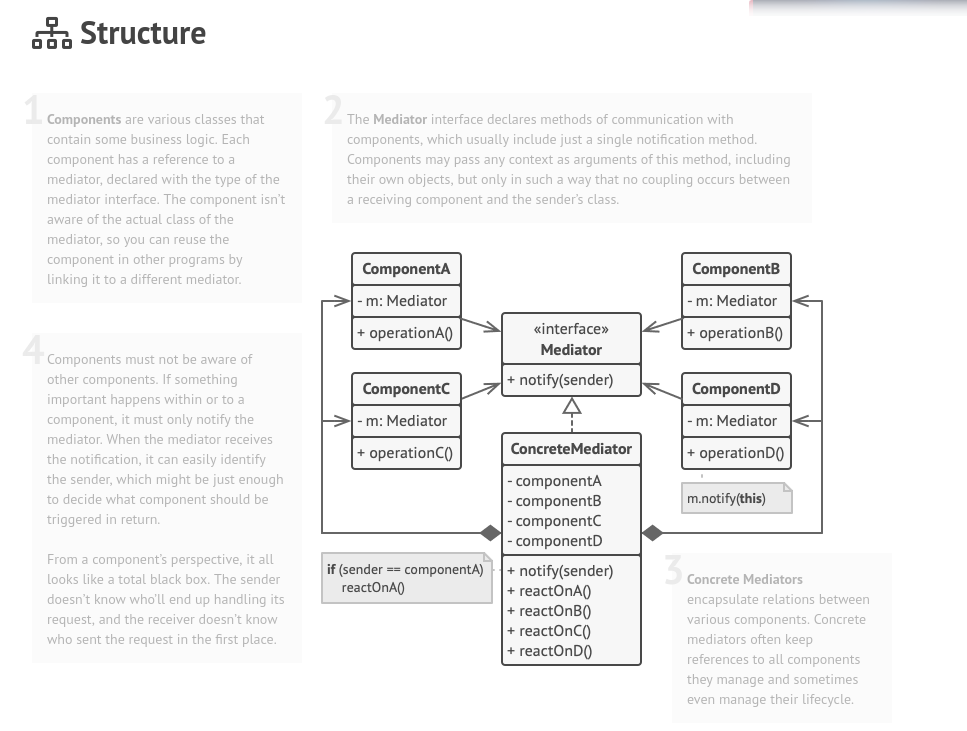 Structure
1
Components are various classes that
contain some business logic. Each
component has a reference to a
mediator, declared with the type of the
mediator interface. The component isn't
aware of the actual class of the
mediator, so you can reuse the
component in other programs by
linking it to a different mediator.
2
The Mediator interface declares methods of communication with
components, which usually include just a single notification method.
Components may pass any context as arguments of this method, including
their own objects, but only in such a way that no coupling occurs between
a receiving component and the sender's class.
ComponentA
- m: Mediator
+ operationA()
ComponentB
- m: Mediator
+ operationB()
«interface»
Mediator
+ notify(sender)
ComponentC
- m: Mediator
+ operationC()
ComponentD
- m: Mediator
+ operationD()
m.notify(this)
ConcreteMediator
- componentA
- componentB
- componentC
- componentD
+ notify(sender)
+ reactOnA()
+ reactOnB()
+ reactOnC()
+ reactOnD()
if (sender == componentA)
reactOnA()
4
Components must not be aware of
other components. If something
important happens within or to a
component, it must only notify the
mediator. When the mediator receives
the notification, it can easily identify
the sender, which might be just enough
to decide what component should be
triggered in return.
From a component's perspective, it all
looks like a total black box. The sender
doesn't know who'll end up handling its
request, and the receiver doesn't know
who sent the request in the first place.
3
Concrete Mediators
encapsulate relations between
various components. Concrete
mediators often keep
references to all components
they manage and sometimes
even manage their lifecycle.